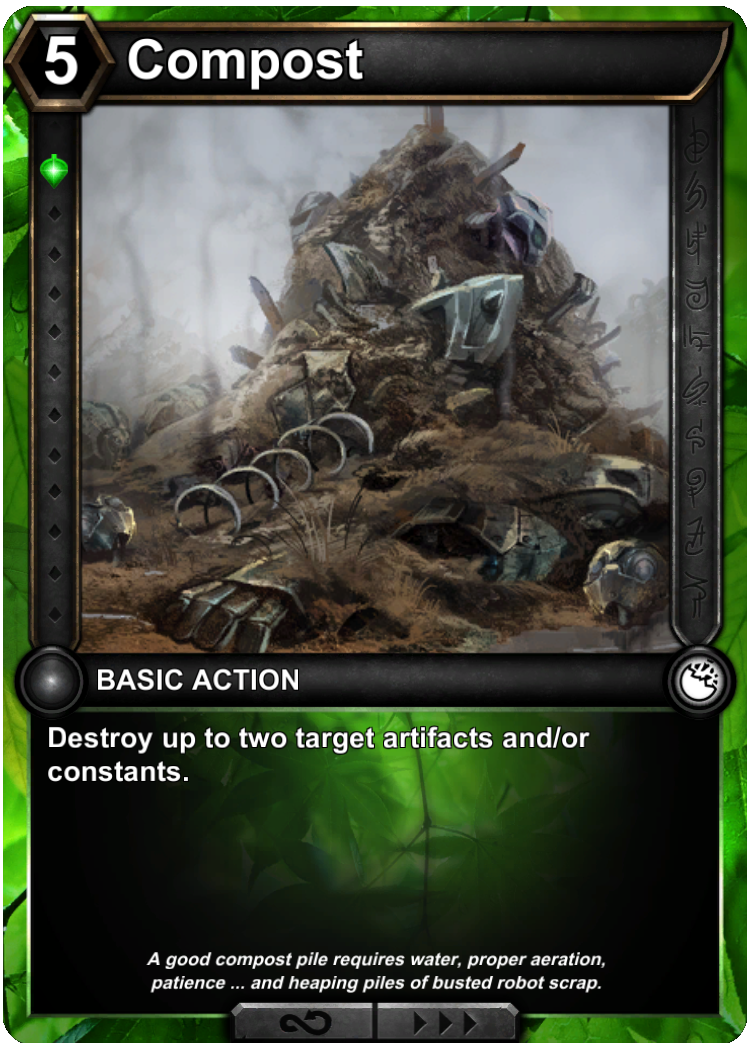 5 Compost
BASIC ACTION
Destroy up to two target artifacts and/or
constants.
A good compost pile requires water, proper aeration,
patience ... and heaping piles of busted robot scrap.